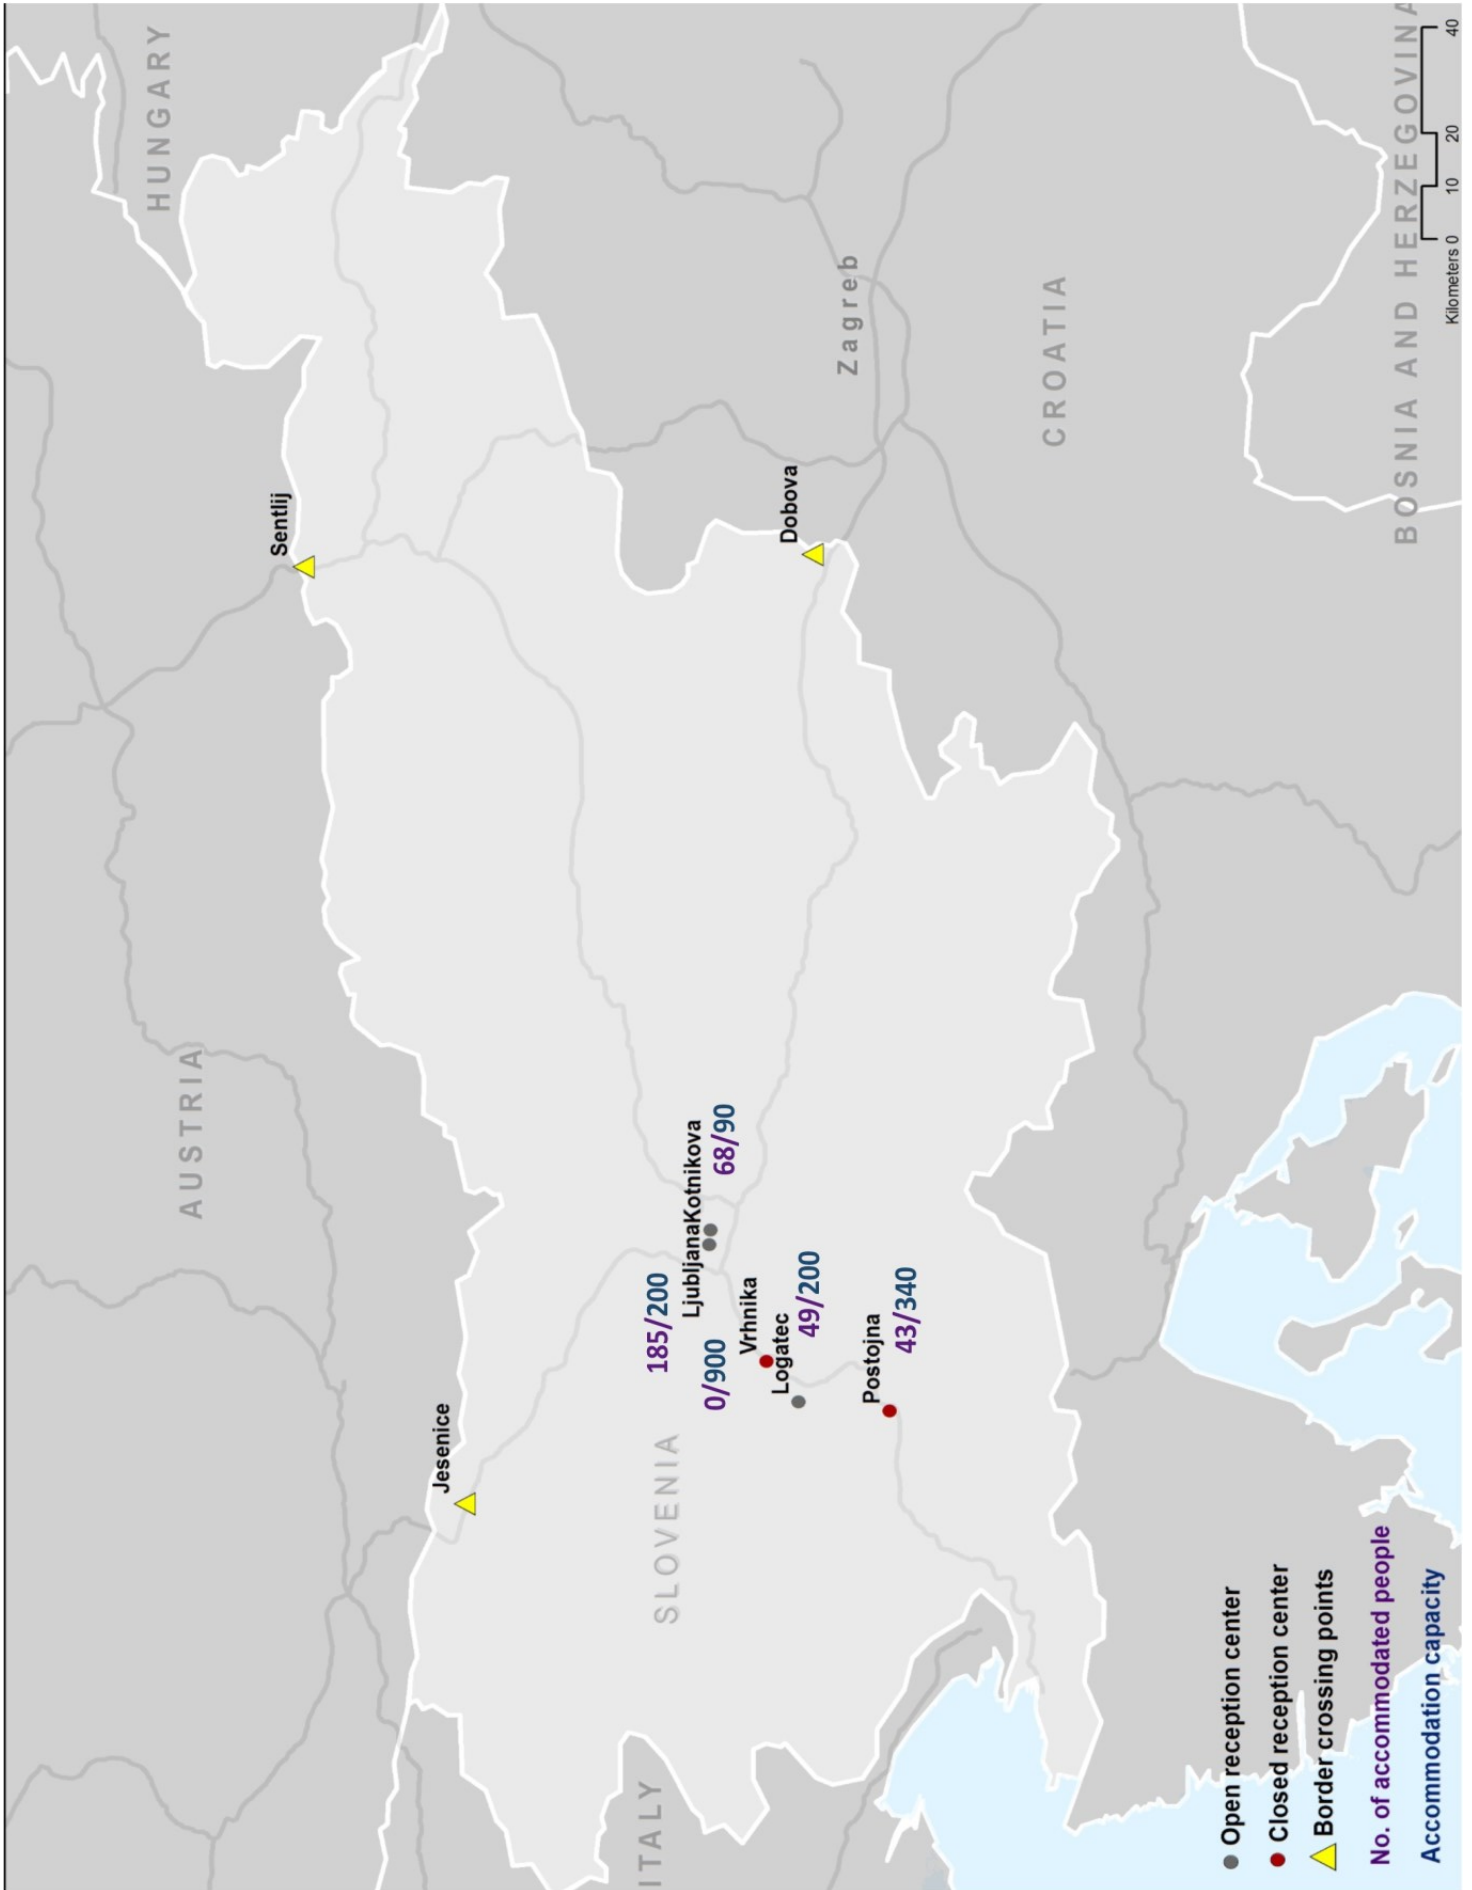 HUNGARY
AUSTRIA
Sentlij
Jesenice
185/200
LjubljanaKotnikova
68/90
SLOVENIA
0/900
Vrhnika
Logatec
49/200
Dobova
Zagreb
Postojna
43/340
ITALY
CROATIA
BOSNIA AND HERZEGOVINA
Open reception center
Closed reception center
Border crossing points
No. of accommodated people
Accommodation capacity
Kilometers 0 10 20 40